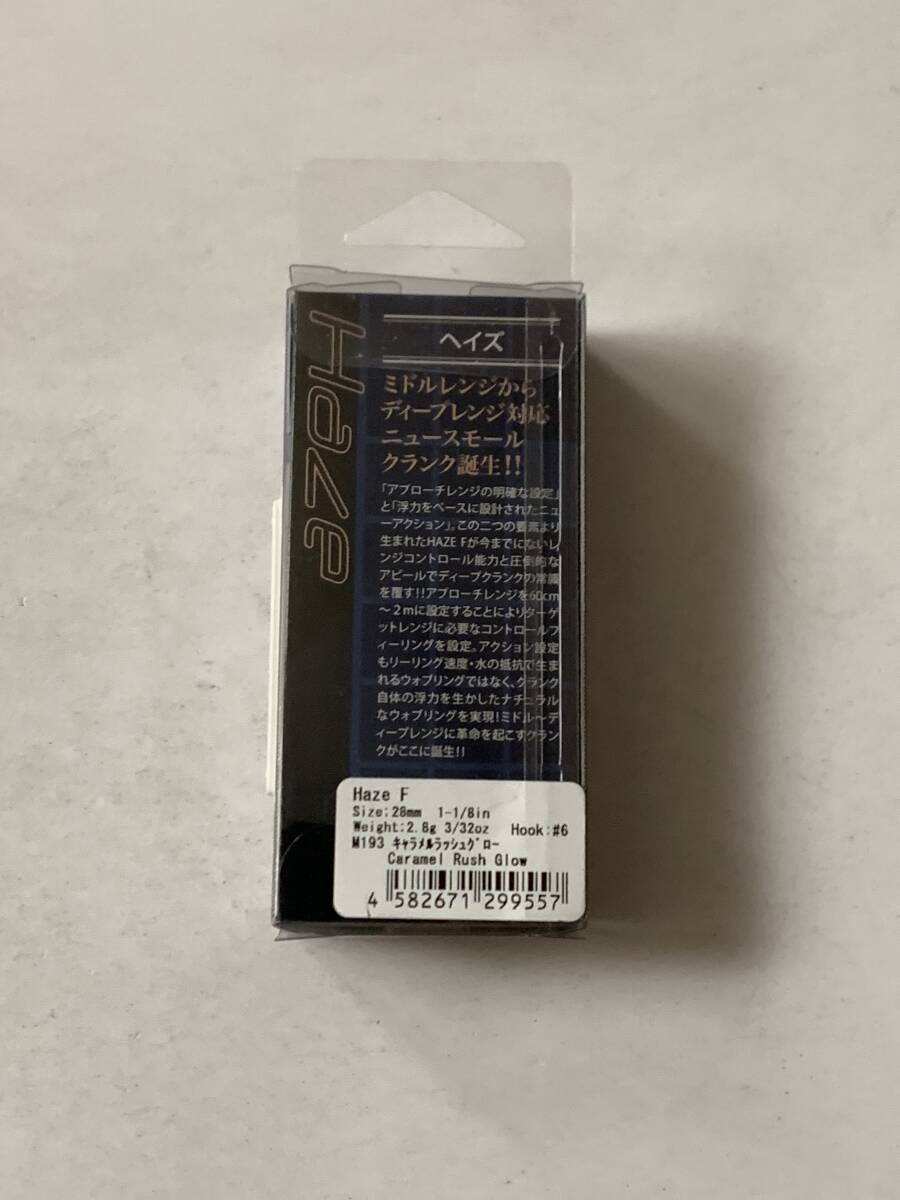 Haze
ヘイズ
ミドルレンジから
ディープレンジ対応
ニュースモール
クランク誕生!!
「アプローチレンジの明確な設定」
と「浮力をベースに設計されたニュ
ーアクション」。この二つの要素より
生まれたHAZE Fが今までにないレ
ンジコントロール能力と圧倒的な
アピールでディープクランクの常識
を覆す!!アプローチレンジを60cm
～2mに設定することによりターゲ
ットレンジに必要なコントロールフ
ィーリングを設定。アクション設定
もリーリング速度・水の抵抗で生ま
れるウォブリングではなく、クランク
自体の浮力を生かしたナチュラル
なウォブリングを実現!ミドル～デ
ィープレンジに革命を起こすクラン
クがここに誕生!!
Haze F
Size:28mm 1-1/8in
Weight:2.8g 3/32oz Hook:#6
M193 ｷｬﾗﾒﾙﾗｯｼｭｸﾞﾛｰ
Caramel Rush Glow
4 582671 299557